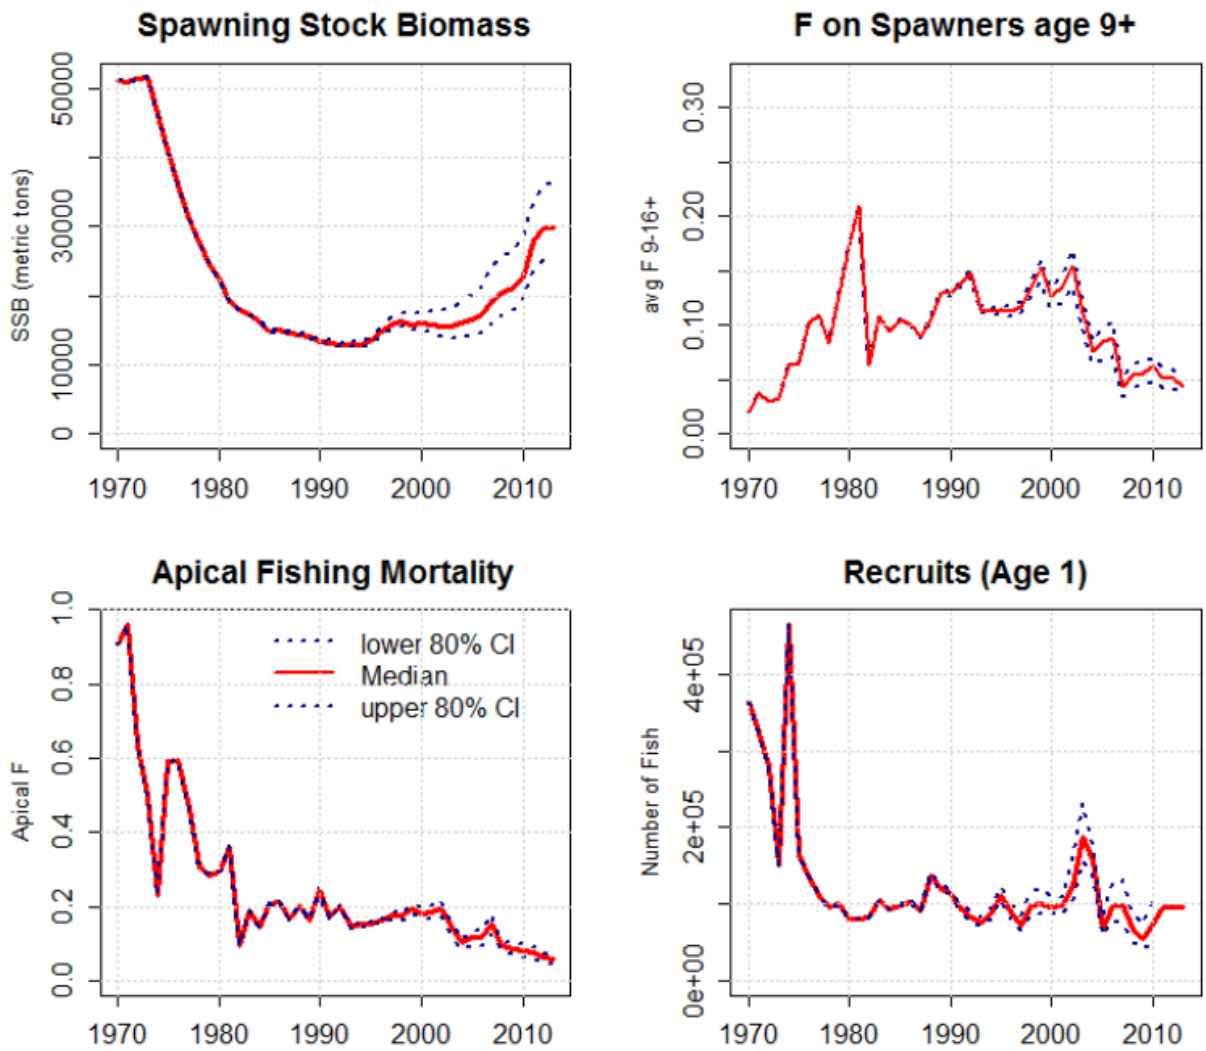 Spawning Stock Biomass
SSB (metric tons)
50000
30000
10000
0
1970 1980 1990 2000 2010
F on Spawners age 9+
avg F 9-16+
0.30
0.20
0.10
0.00
1970 1980 1990 2000 2010
Apical Fishing Mortality
Apical F
1.0
0.8
0.6
0.4
0.2
0.0
lower 80% CI
Median
upper 80% CI
1970 1980 1990 2000 2010
Recruits (Age 1)
Number of Fish
4e+05
2e+05
0e+00
1970 1980 1990 2000 2010